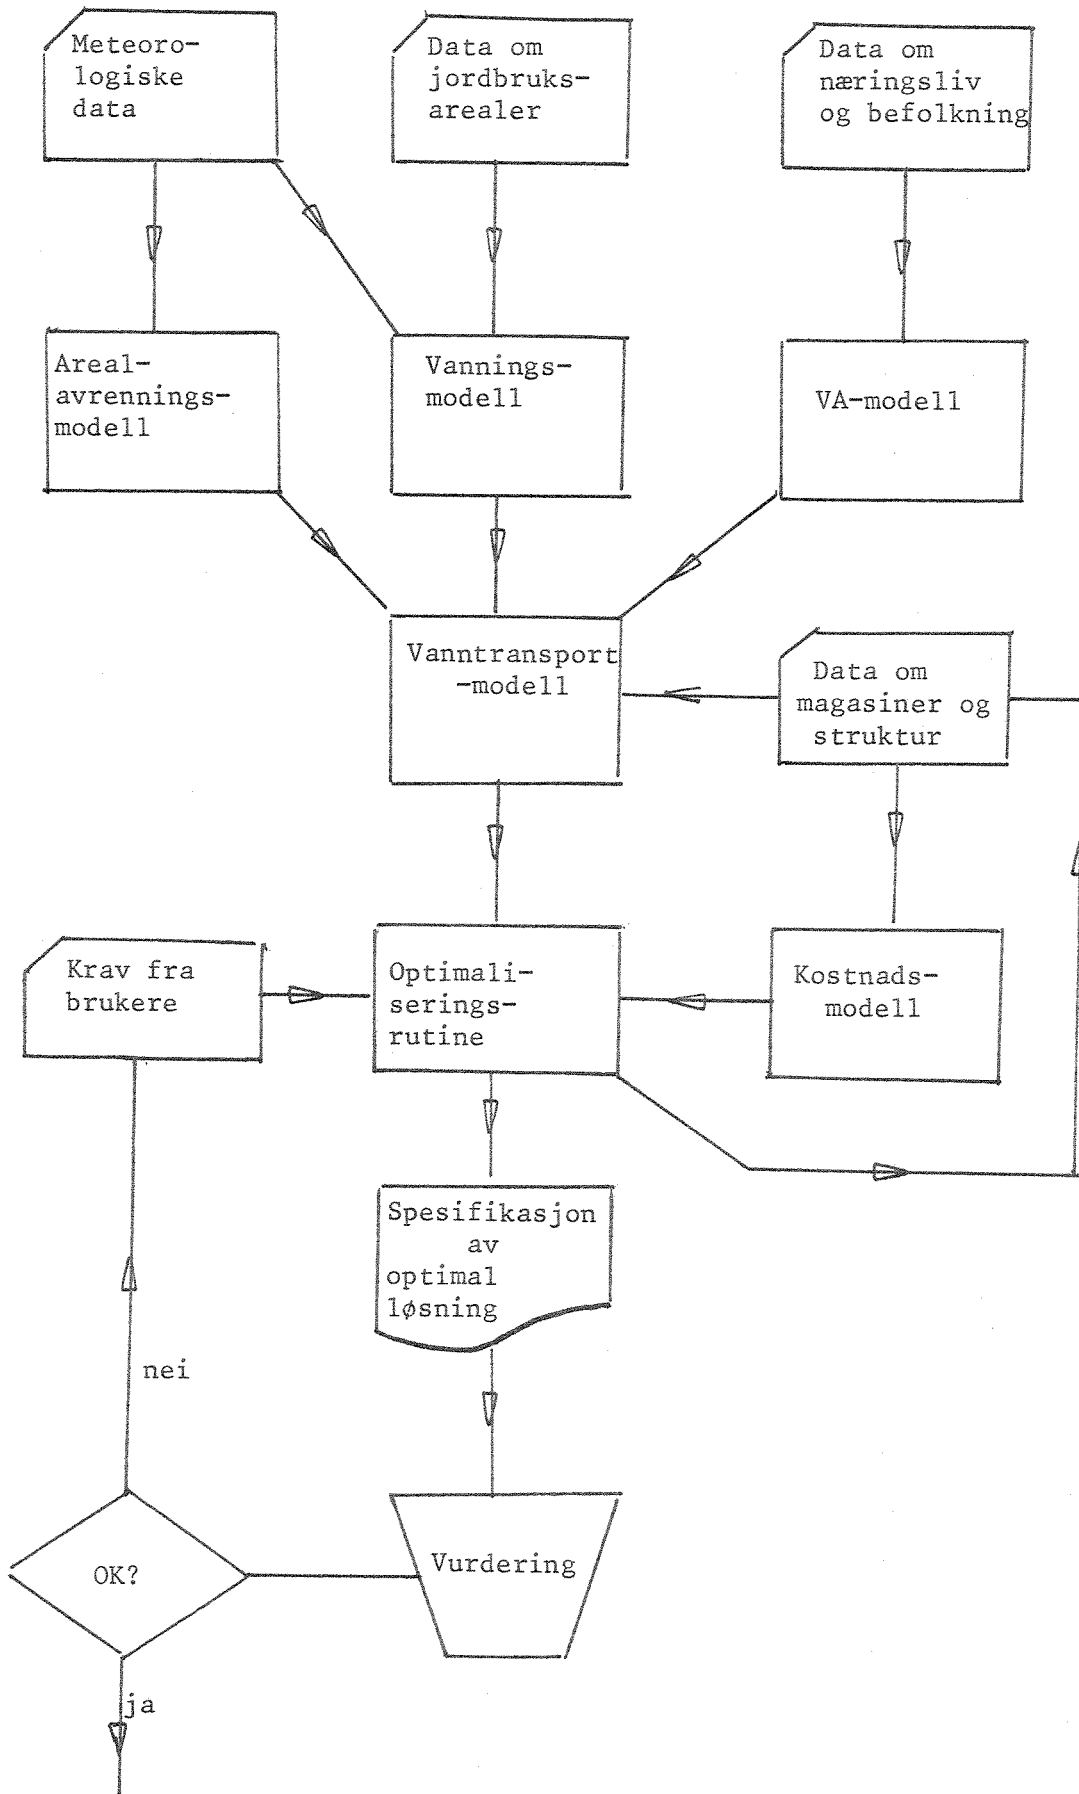 Meteoro-
logiske
data
Data om
jordbruks-
arealer
Data om
næringsliv
og befolkning
Areal-
avrennings-
modell
Vannings-
modell
VA-modell
Vanntransport
-modell
Data om
magasiner og
struktur
Krav fra
brukere
Optimali-
serings-
rutine
Kostnads-
modell
Spesifikasjon
av
optimal
løsning
nei
OK?
Vurdering
ja